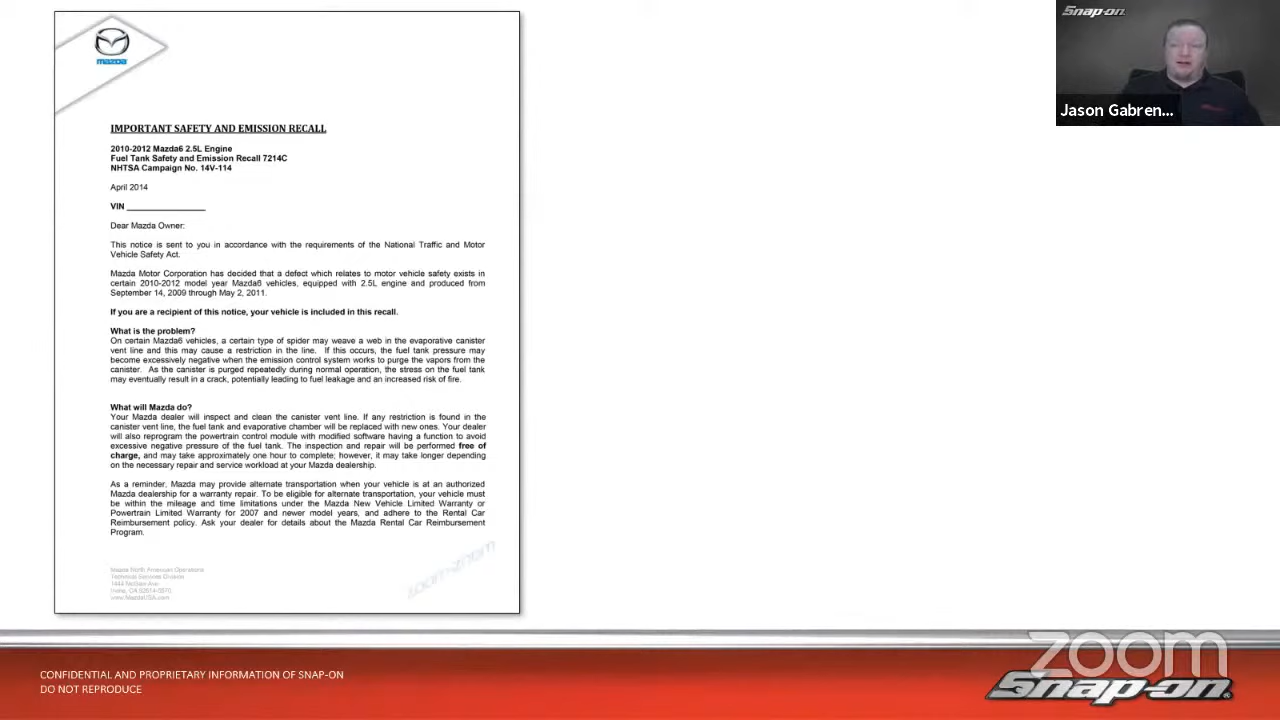 mazda
IMPORTANT SAFETY AND EMISSION RECALL
2010-2012 Mazda6 2.5L Engine
Fuel Tank Safety and Emission Recall 7214C
NHTSA Campaign No. 14V-114
April 2014
VIN ________________
Dear Mazda Owner:
This notice is sent to you in accordance with the requirements of the National Traffic and Motor
Vehicle Safety Act.
Mazda Motor Corporation has decided that a defect which relates to motor vehicle safety exists in
certain 2010-2012 model year Mazda6 vehicles, equipped with 2.5L engine and produced from
September 14, 2009 through May 2, 2011.
If you are a recipient of this notice, your vehicle is included in this recall.
What is the problem?
On certain Mazda6 vehicles, a certain type of spider may weave a web in the evaporative canister
vent line and this may cause a restriction in the line. If this occurs, the fuel tank pressure may
become excessively negative when the emission control system works to purge the vapors from the
canister. As the canister is purged repeatedly during normal operation, the stress on the fuel tank
may eventually result in a crack, potentially leading to fuel leakage and an increased risk of fire.
What will Mazda do?
Your Mazda dealer will inspect and clean the canister vent line. If any restriction is found in the
canister vent line, the fuel tank and evaporative chamber will be replaced with new ones. Your dealer
will also reprogram the powertrain control module with modified software having a function to avoid
excessive negative pressure of the fuel tank. The inspection and repair will be performed free of
charge, and may take approximately one hour to complete; however, it may take longer depending
on the necessary repair and service workload at your Mazda dealership.
As a reminder, Mazda may provide alternate transportation when your vehicle is at an authorized
Mazda dealership for a warranty repair. To be eligible for alternate transportation, your vehicle must
be within the mileage and time limitations under the Mazda New Vehicle Limited Warranty or
Powertrain Limited Warranty for 2007 and newer model years, and adhere to the Rental Car
Reimbursement policy. Ask your dealer for details about the Mazda Rental Car Reimbursement
Program.
Mazda North American Operations
Technical Services Division
Irvine, CA
www.MazdaUSA.com
zoom-zoom
Snap-on
Jason Gabren...
CONFIDENTIAL AND PROPRIETARY INFORMATION OF SNAP-ON
DO NOT REPRODUCE
zoom
Snap-on